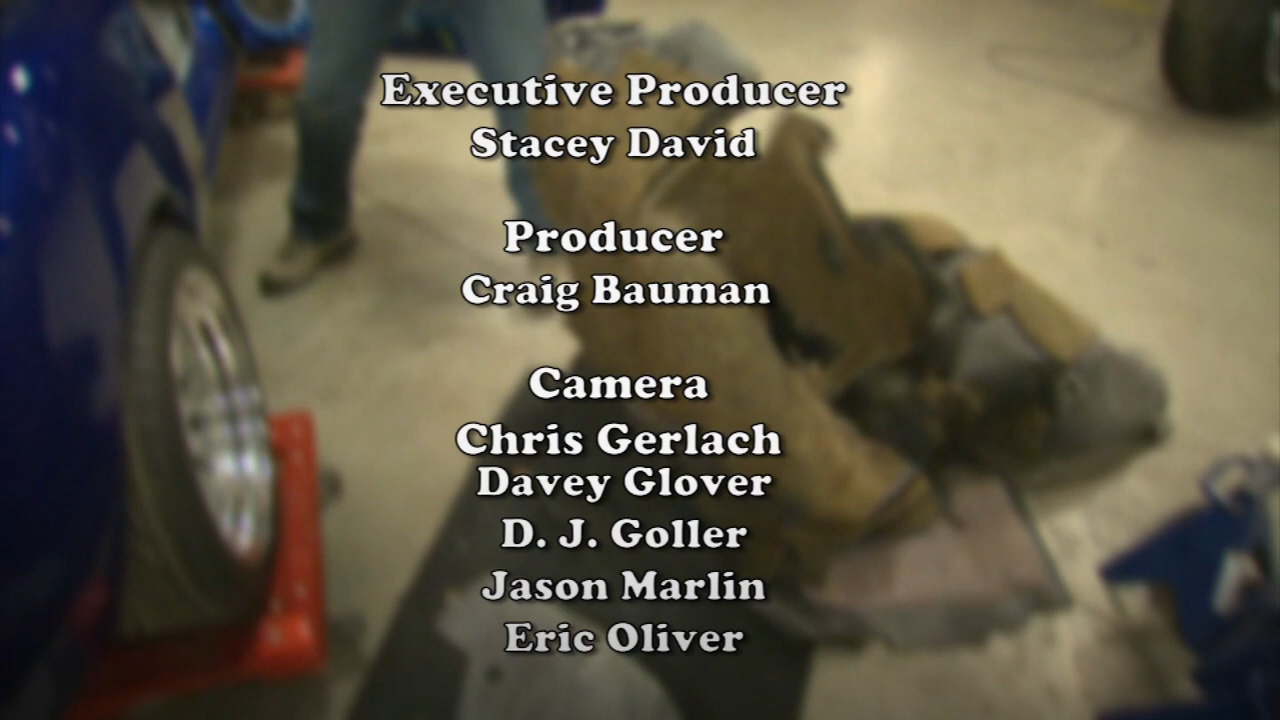 Executive Producer
Stacey David
Producer
Craig Bauman
Camera
Chris Gerlach
Davey Glover
D. J. Goller
Jason Marlin
Eric Oliver